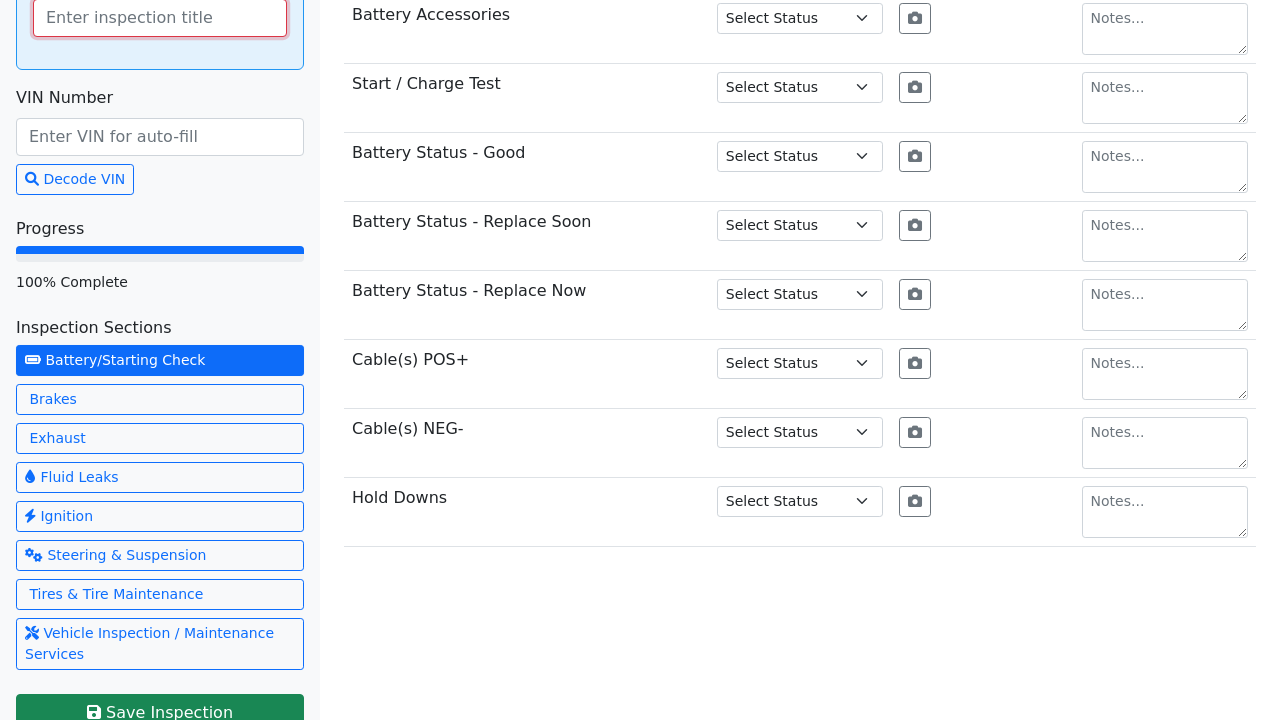 Enter inspection title
VIN Number
Enter VIN for auto-fill
Decode VIN
Progress
100% Complete
Inspection Sections
Battery/Starting Check
Brakes
Exhaust
Fluid Leaks
Ignition
Steering & Suspension
Tires & Tire Maintenance
Vehicle Inspection / Maintenance
Services
Save Inspection
Battery Accessories Select Status Notes...
Start / Charge Test Select Status Notes...
Battery Status - Good Select Status Notes...
Battery Status - Replace Soon Select Status Notes...
Battery Status - Replace Now Select Status Notes...
Cable(s) POS+ Select Status Notes...
Cable(s) NEG- Select Status Notes...
Hold Downs Select Status Notes...